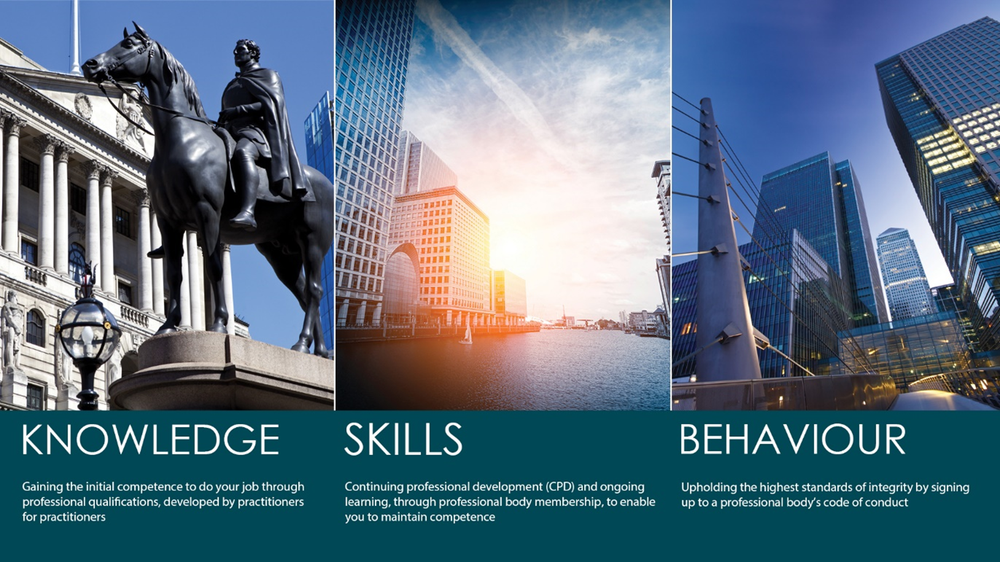 KNOWLEDGE
Gaining the initial competence to do your job through
professional qualifications, developed by practitioners
for practitioners
SKILLS
Continuing professional development (CPD) and ongoing
learning, through professional body membership, to enable
you to maintain competence
BEHAVIOUR
Upholding the highest standards of integrity by signing
up to a professional body’s code of conduct